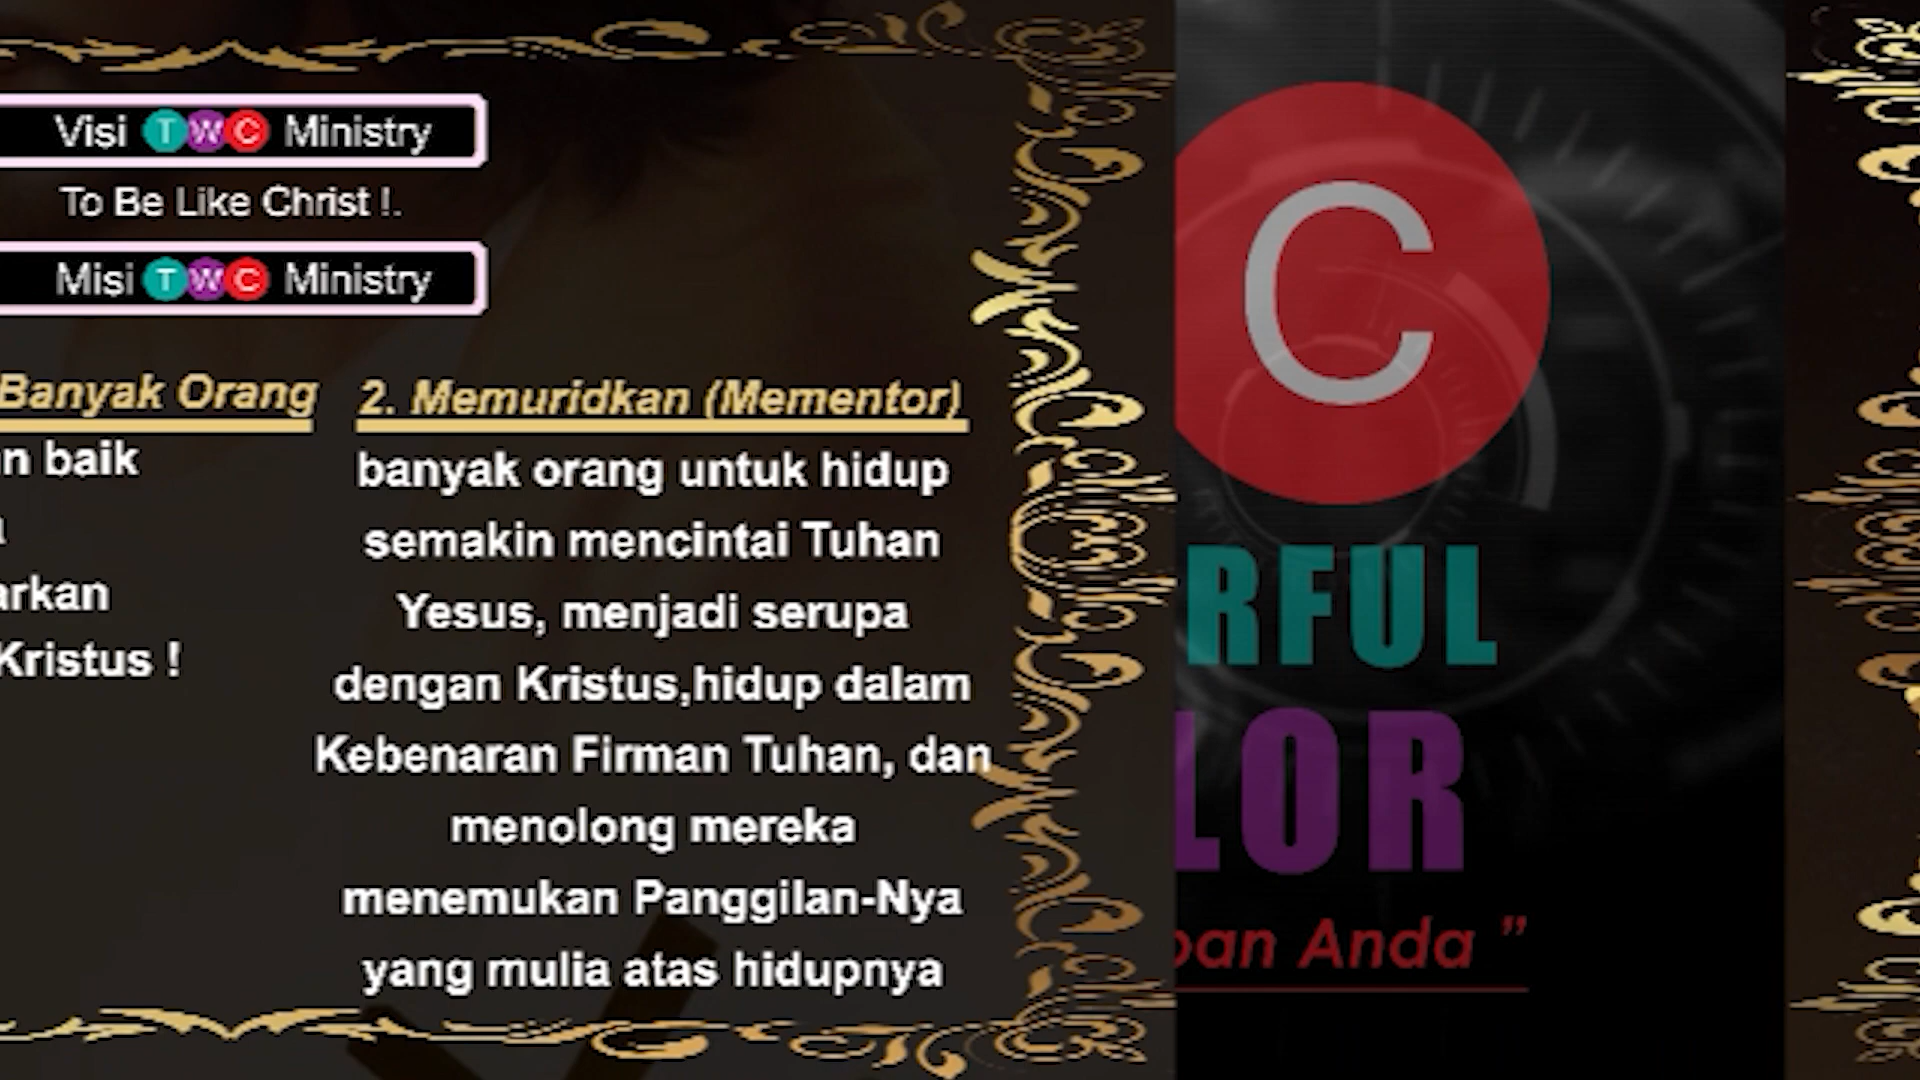 Visi TWC Ministry
To Be Like Christ !.
Misi TWC Ministry
Banyak Orang
baik
Kristus !
2. Memuridkan (Mementor)
banyak orang untuk hidup
semakin mencintai Tuhan
Yesus, menjadi serupa
dengan Kristus,hidup dalam
Kebenaran Firman Tuhan, dan
menolong mereka
menemukan Panggilan-Nya
yang mulia atas hidupnya
C
RFUL
LOR
Anda ”